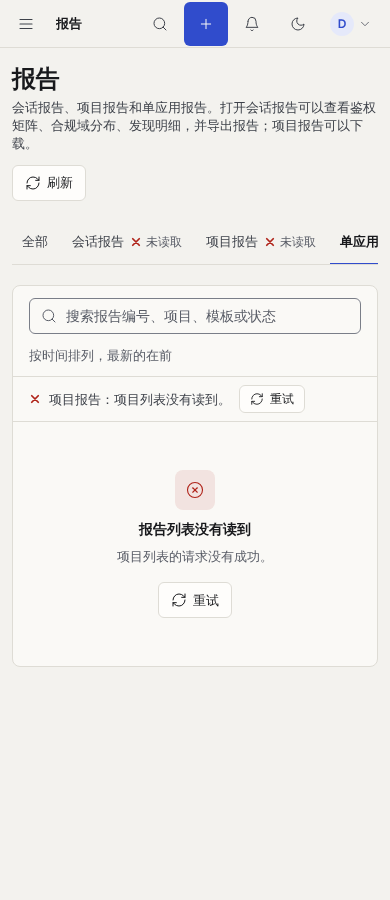 报告
D
报告
会话报告、项目报告和单应用报告。打开会话报告可以查看鉴权
矩阵、合规域分布、发现明细，并导出报告；项目报告可以下
载。
刷新
全部 会话报告 未读取 项目报告 未读取 单应用
搜索报告编号、项目、模板或状态
按时间排列，最新的在前
项目报告：项目列表没有读到。 重试
报告列表没有读到
项目列表的请求没有成功。
重试